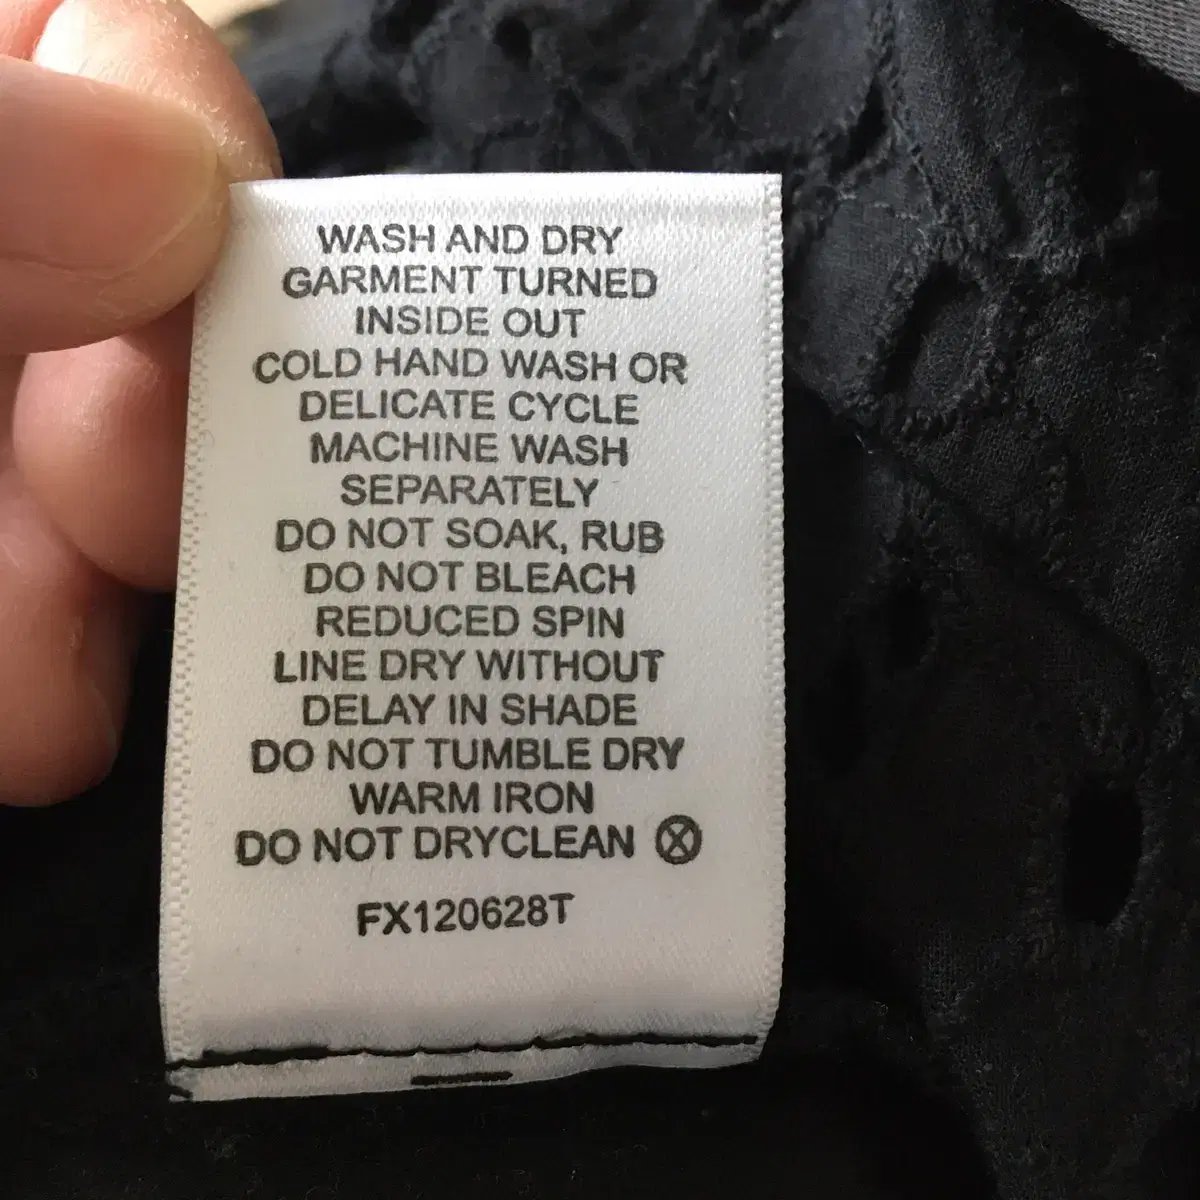 WASH AND DRY
GARMENT TURNED
INSIDE OUT
COLD HAND WASH OR
DELICATE CYCLE
MACHINE WASH
SEPARATELY
DO NOT SOAK, RUB
DO NOT BLEACH
REDUCED SPIN
LINE DRY WITHOUT
DELAY IN SHADE
DO NOT TUMBLE DRY
WARM IRON
DO NOT DRYCLEAN
FX120628T